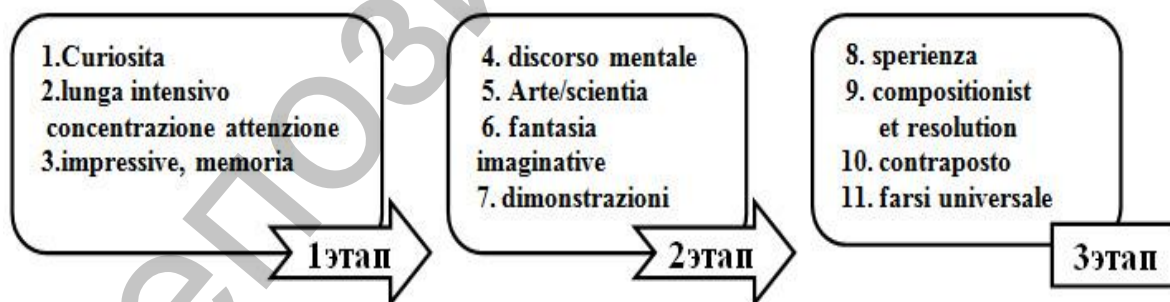 1.Curiosita
2.lunga intensivo
concentrazione attenzione
3.impressive, memoria
1этап
4. discorso mentale
5. Arte/scientia
6. fantasia
imaginative
7. dimonstrazioni
2этап
8. sperienza
9. compositionist
et resolution
10. contraposto
11. farsi universale
3этап